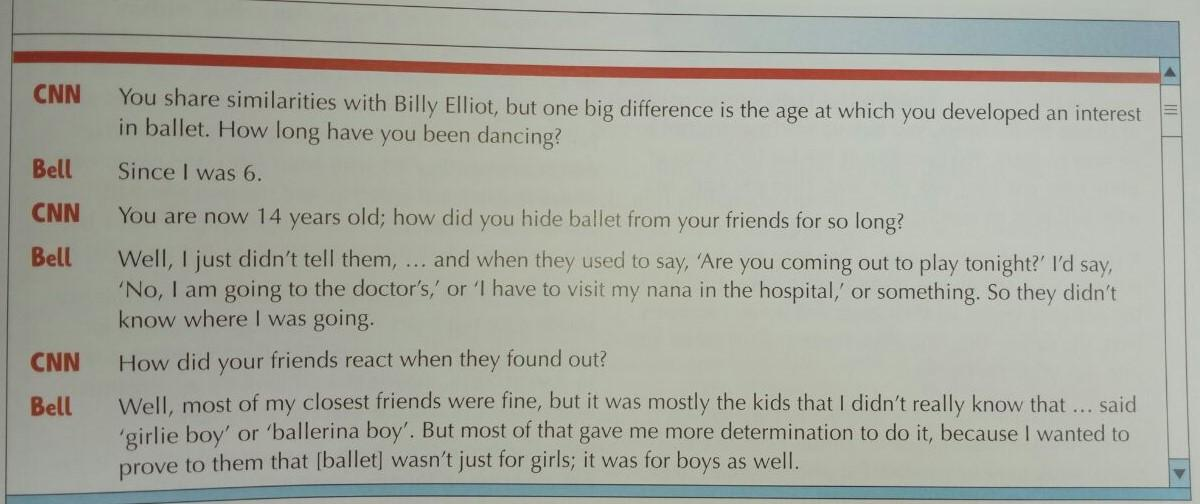 CNN You share similarities with Billy Elliot, but one big difference is the age at which you developed an interest
in ballet. How long have you been dancing?
Bell Since I was 6.
CNN You are now 14 years old; how did you hide ballet from your friends for so long?
Bell Well, I just didn't tell them, ... and when they used to say, 'Are you coming out to play tonight?' I'd say,
'No, I am going to the doctor's,' or 'I have to visit my nana in the hospital,' or something. So they didn't
know where I was going.
CNN How did your friends react when they found out?
Bell Well, most of my closest friends were fine, but it was mostly the kids that I didn't really know that ... said
'girlie boy' or 'ballerina boy'. But most of that gave me more determination to do it, because I wanted to
prove to them that [ballet] wasn't just for girls; it was for boys as well.